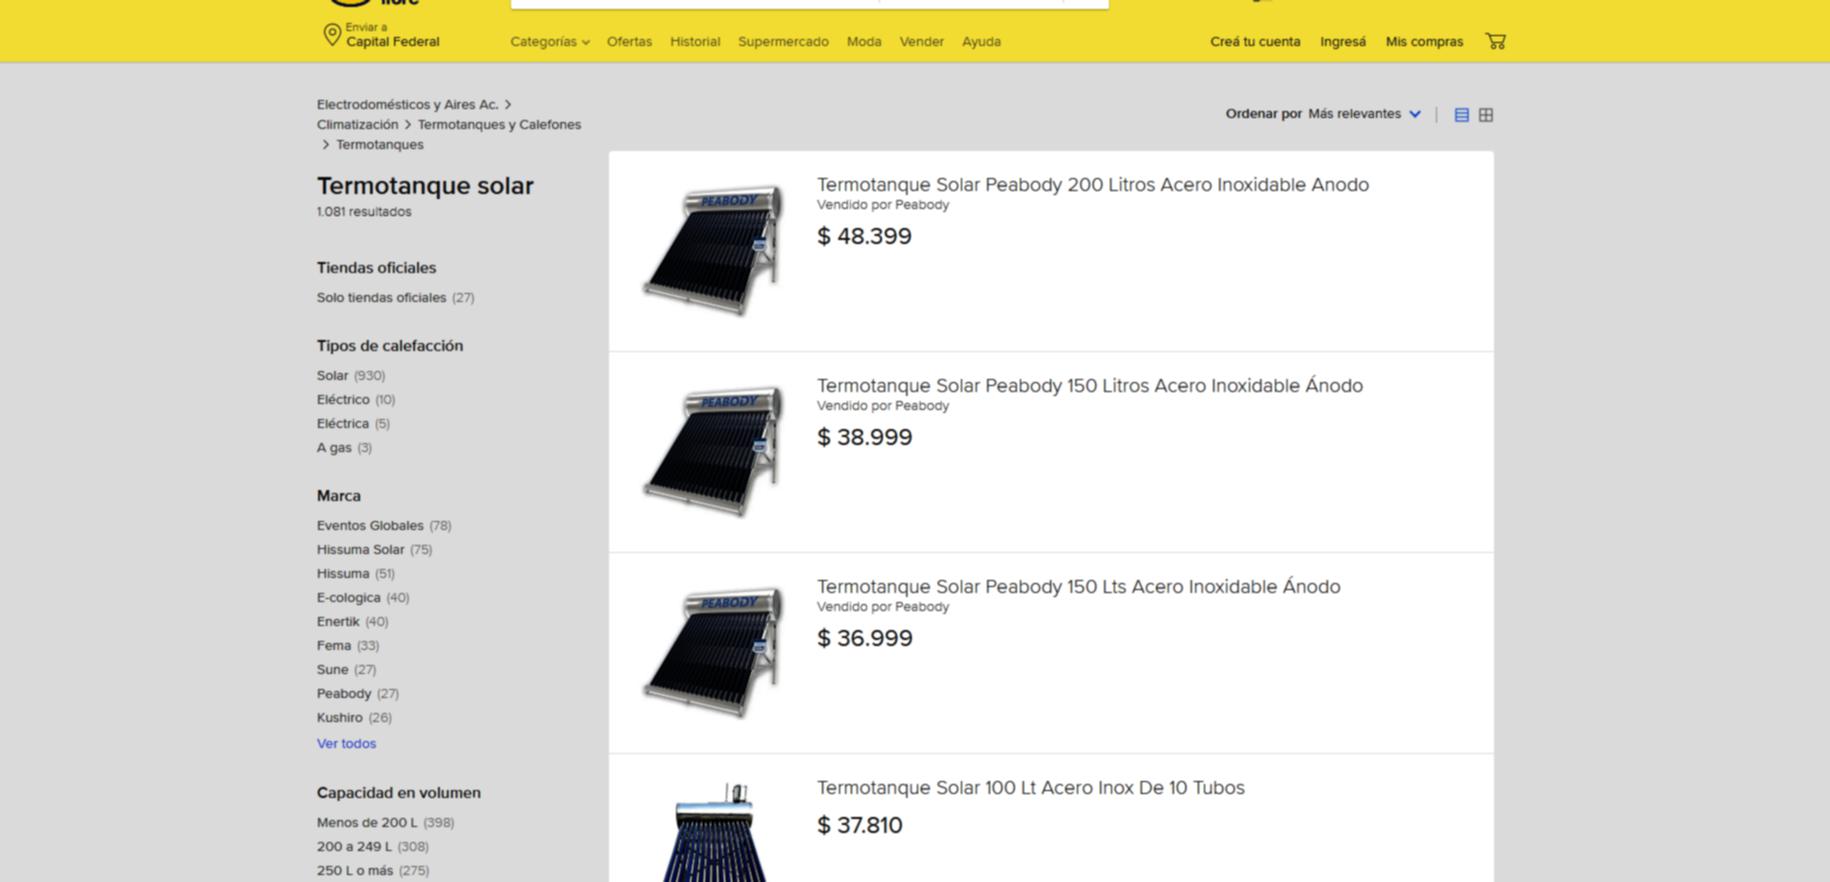 Enviar a
Capital Federal
Categorías
Ofertas
Historial
Supermercado
Moda
Vender
Ayuda
Creá tu cuenta
Ingresá
Mis compras
Electrodomésticos y Aires Ac. >
Climatización > Termotanques y Calefones
> Termotanques
Termotanque solar
1.081 resultados
Tiendas oficiales
Solo tiendas oficiales (27)
Tipos de calefacción
Solar (930)
Eléctrico (10)
Eléctrica (5)
A gas (3)
Marca
Eventos Globales (78)
Hissuma Solar (75)
Hissuma (51)
E-cologica (40)
Enertik (40)
Fema (33)
Sune (27)
Peabody (27)
Kushiro (26)
Ver todos
Capacidad en volumen
Menos de 200 L (398)
200 a 249 L (308)
250 L o más (275)
Ordenar por Más relevantes
PEABODY
Termotanque Solar Peabody 200 Litros Acero Inoxidable Anodo
Vendido por Peabody
$ 48.399
PEABODY
Termotanque Solar Peabody 150 Litros Acero Inoxidable Ánodo
Vendido por Peabody
$ 38.999
PEABODY
Termotanque Solar Peabody 150 Lts Acero Inoxidable Ánodo
Vendido por Peabody
$ 36.999
Termotanque Solar 100 Lt Acero Inox De 10 Tubos
$ 37.810